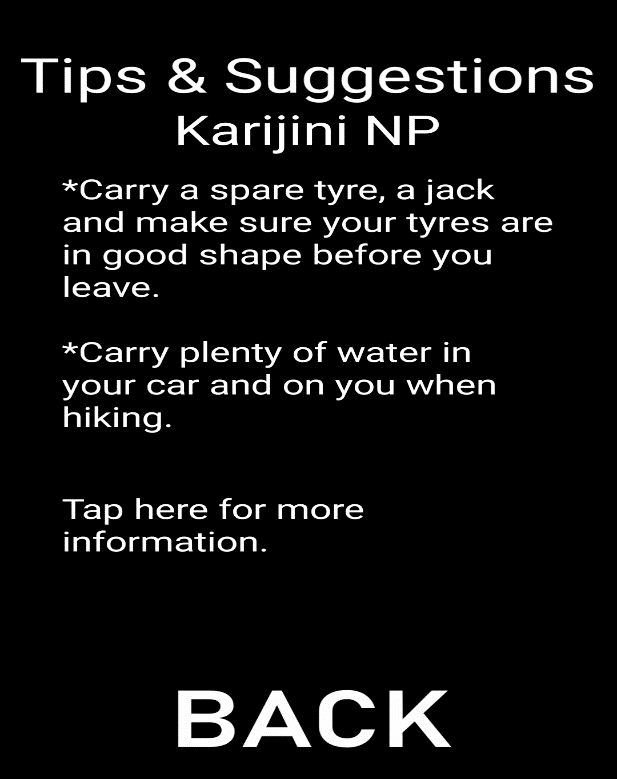 Tips & Suggestions
Karijini NP
*Carry a spare tyre, a jack
and make sure your tyres are
in good shape before you
leave.
*Carry plenty of water in
your car and on you when
hiking.
Tap here for more
information.
BACK